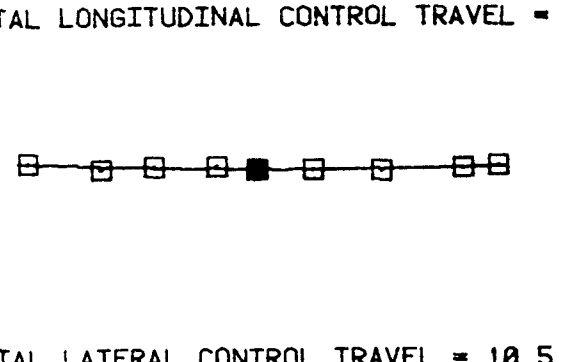 TAL LONGITUDINAL CONTROL TRAVEL =
TAL LATERAL CONTROL TRAVEL = 10.5